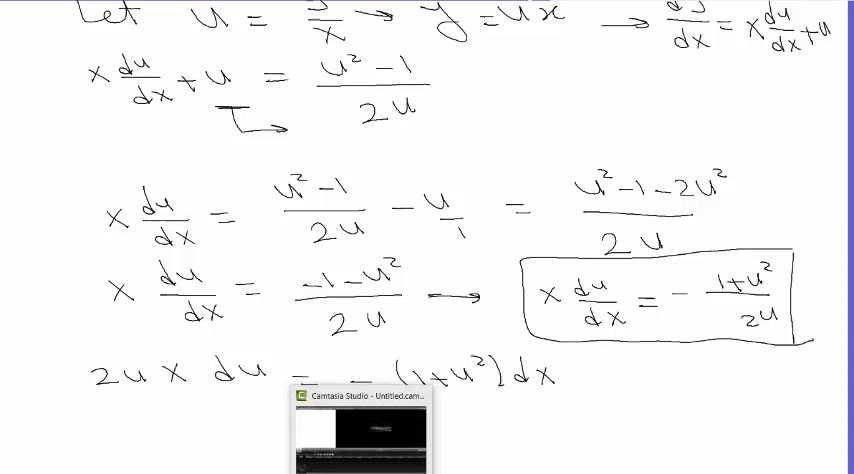 Let u = y/x → y = ux → dy/dx = x du/dx + u
x du/dx + u = u² - 1 / 2u
x du/dx = u² - 1 / 2u - u/1 = u² - 1 - 2u² / 2u
x du/dx = -1 - u² / 2u → x du/dx = - 1 + u² / 2u
2u x du = - (1 + u²) dx
Camtasia Studio - Untitled.cam...